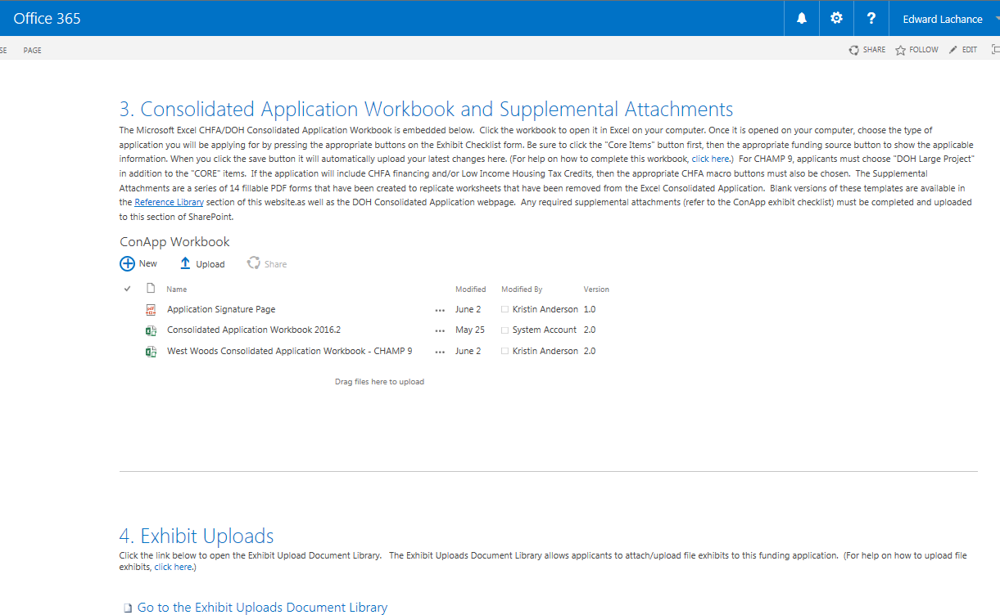 Office 365
Edward Lachance
SE PAGE
SHARE FOLLOW EDIT
3. Consolidated Application Workbook and Supplemental Attachments
The Microsoft Excel CHFA/DOH Consolidated Application Workbook is embedded below. Click the workbook to open it in Excel on your computer. Once it is opened on your computer, choose the type of
application you will be applying for by pressing the appropriate buttons on the Exhibit Checklist form. Be sure to click the "Core Items" button first, then the appropriate funding source button to show the applicable
information. When you click the save button it will automatically upload your latest changes here. (For help on how to complete this workbook, click here.) For CHAMP 9, applicants must choose "DOH Large Project"
in addition to the "CORE" items. If the application will include CHFA financing and/or Low Income Housing Tax Credits, then the appropriate CHFA macro buttons must also be chosen. The Supplemental
Attachments are a series of 14 fillable PDF forms that have been created to replicate worksheets that have been removed from the Excel Consolidated Application. Blank versions of these templates are available in
the Reference Library section of this website.as well as the DOH Consolidated Application webpage. Any required supplemental attachments (refer to the ConApp exhibit checklist) must be completed and uploaded
to this section of SharePoint.
ConApp Workbook
New Upload Share
Name Modified Modified By Version
Application Signature Page ... June 2 Kristin Anderson 1.0
Consolidated Application Workbook 2016.2 ... May 25 System Account 2.0
West Woods Consolidated Application Workbook - CHAMP 9 ... June 2 Kristin Anderson 2.0
Drag files here to upload
4. Exhibit Uploads
Click the link below to open the Exhibit Upload Document Library. The Exhibit Uploads Document Library allows applicants to attach/upload file exhibits to this funding application. (For help on how to upload file
exhibits, click here.)
Go to the Exhibit Uploads Document Library